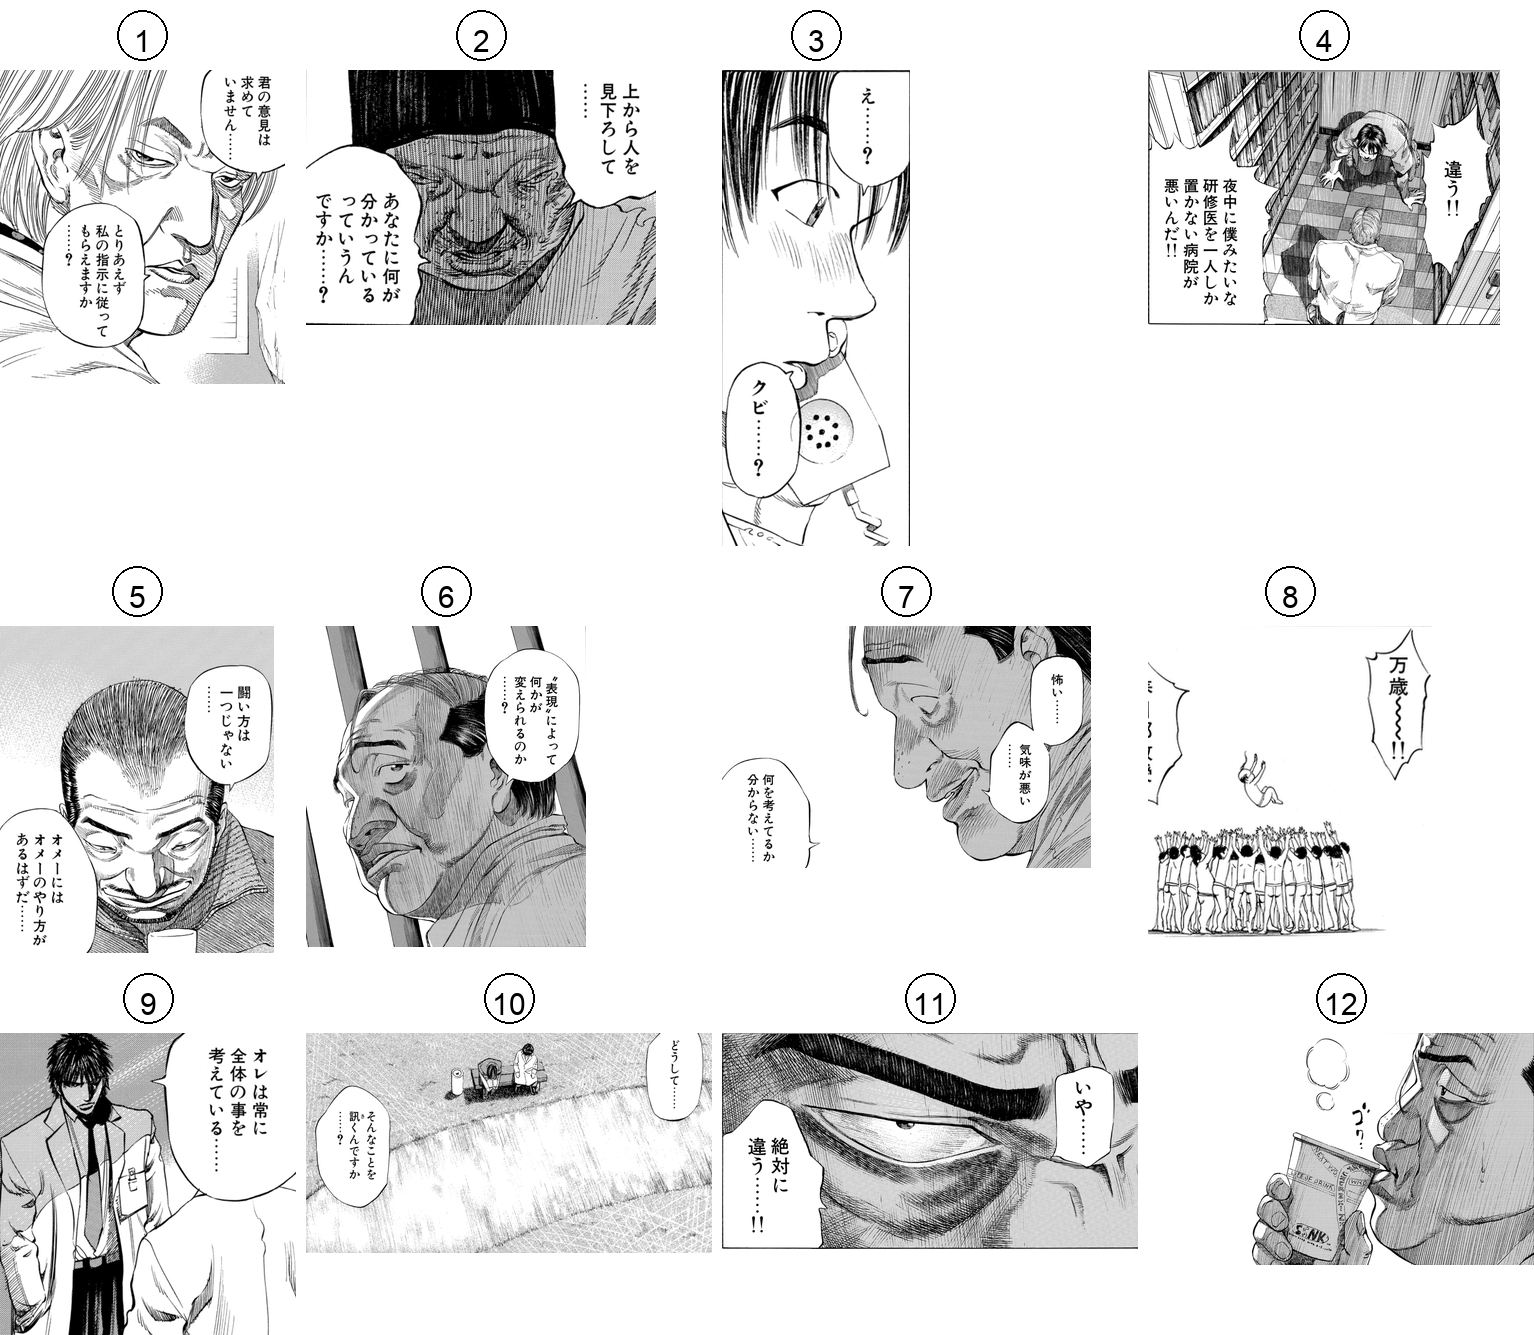 1
君の意見は
求めて
いません……
とりあえず
私の指示に従って
もらえますか
……?
2
上から人を
見下ろして
……
あなたに何が
分かっている
っていうん
ですか……?
3
え……?
クビ……?
4
違う!!
夜中に僕みたいな
研修医を一人しか
置かない病院が
悪いんだ!!
5
闘い方は
一つじゃない
……
オメーには
オメーのやり方が
あるはずだ……
6
“表現”によって
何かが
変えられるのか
……?
7
怖い……
気味が悪い
……
何を考えてるか
分からない……
8
万歳〜〜〜!!
9
オレは常に
全体の事を
考えている……
10
どうして……
そんなことを
訊くんですか
……?
き
11
いや……
絶対に
違う……!!
12
ゴク…
SONK